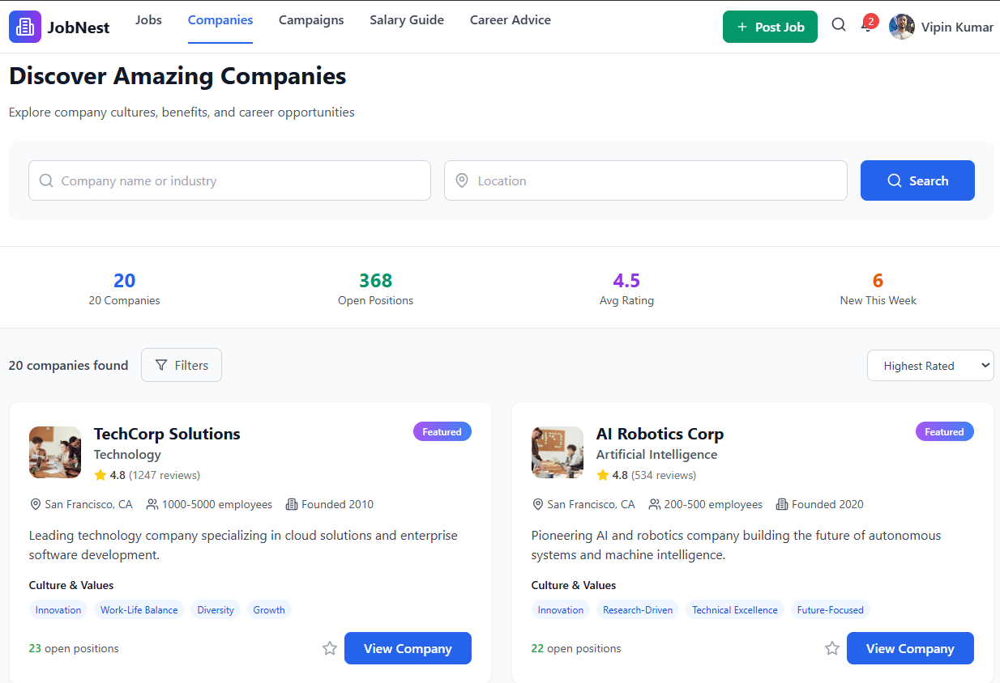 JobNest
Jobs
Companies
Campaigns
Salary Guide
Career Advice
+ Post Job
2
Vipin Kumar
Discover Amazing Companies
Explore company cultures, benefits, and career opportunities
Company name or industry
Location
Search
20
20 Companies
368
Open Positions
4.5
Avg Rating
6
New This Week
20 companies found
Filters
Highest Rated
TechCorp Solutions
Featured
Technology
4.8 (1247 reviews)
San Francisco, CA
1000-5000 employees
Founded 2010
Leading technology company specializing in cloud solutions and enterprise
software development.
Culture & Values
Innovation
Work-Life Balance
Diversity
Growth
23 open positions
View Company
AI Robotics Corp
Featured
Artificial Intelligence
4.8 (534 reviews)
San Francisco, CA
200-500 employees
Founded 2020
Pioneering AI and robotics company building the future of autonomous
systems and machine intelligence.
Culture & Values
Innovation
Research-Driven
Technical Excellence
Future-Focused
22 open positions
View Company